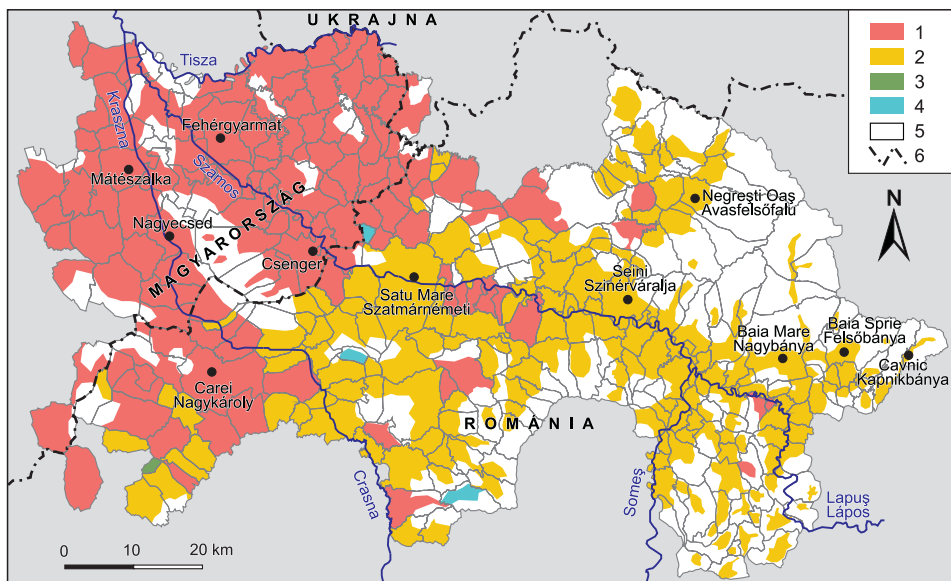 UKRAJNA
Tisza
Kraszna
Fehérgyarmat
Szamos
Mátészalka
MAGYARORSZÁG
Nagyecsed
Csenger
Negrești Oaș
Avasfelsőfalu
N
Satu Mare
Szatmárnémeti
Seini
Szinérváralja
Baia Mare
Nagybánya
Baia Sprie
Felsőbánya
Cavnic
Kapnikbánya
Carei
Nagykároly
ROMÁNIA
Crasna
Someș
Lapuș
Lápos
0 10 20 km
1
2
3
4
5
6